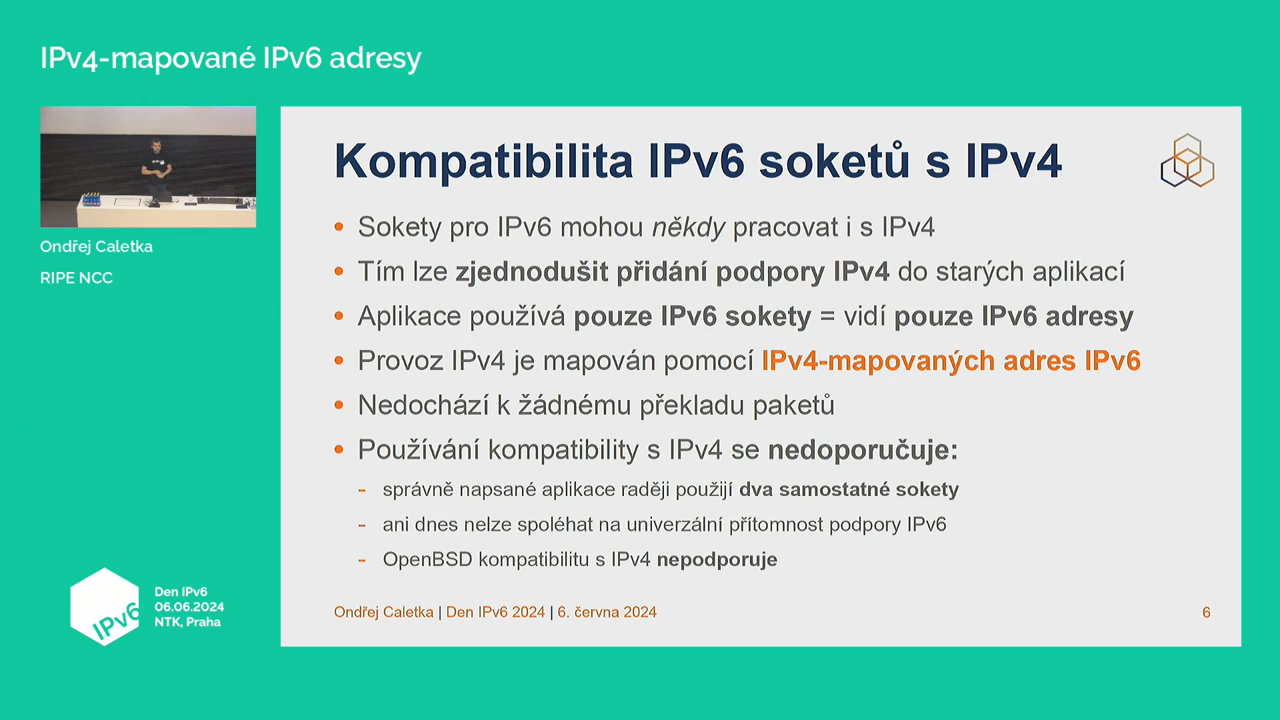 IPv4-mapované IPv6 adresy
Ondřej Caletka
RIPE NCC
Kompatibilita IPv6 soketů s IPv4
• Sokety pro IPv6 mohou někdy pracovat i s IPv4
• Tím lze zjednodušit přidání podpory IPv4 do starých aplikací
• Aplikace používá pouze IPv6 sokety = vidí pouze IPv6 adresy
• Provoz IPv4 je mapován pomocí IPv4-mapovaných adres IPv6
• Nedochází k žádnému překladu paketů
• Používání kompatibility s IPv4 se nedoporučuje:
- správně napsané aplikace raději použijí dva samostatné sokety
- ani dnes nelze spoléhat na univerzální přítomnost podpory IPv6
- OpenBSD kompatibilitu s IPv4 nepodporuje
Ondřej Caletka | Den IPv6 2024 | 6. června 2024
6
IPv6
Den IPv6
06.06.2024
NTK, Praha